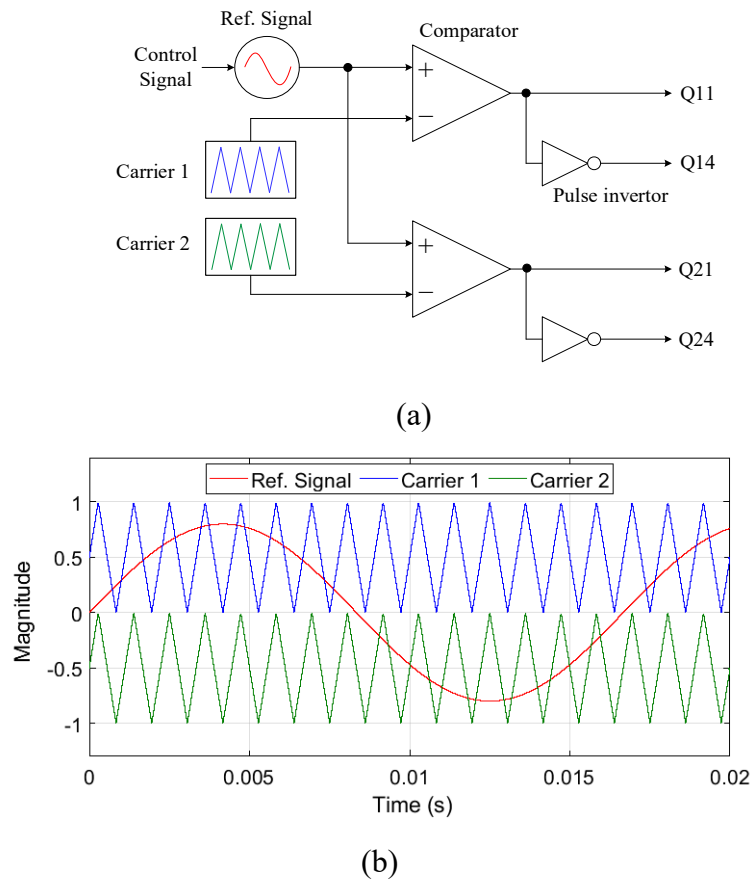 Ref. Signal
Control
Signal
Comparator
+
−
Q11
Q14
Carrier 1
Pulse invertor
Carrier 2
+
−
Q21
Q24
(a)
Ref. Signal Carrier 1 Carrier 2
1
0.5
0
-0.5
-1
Magnitude
0 0.005 0.01 0.015 0.02
Time (s)
(b)